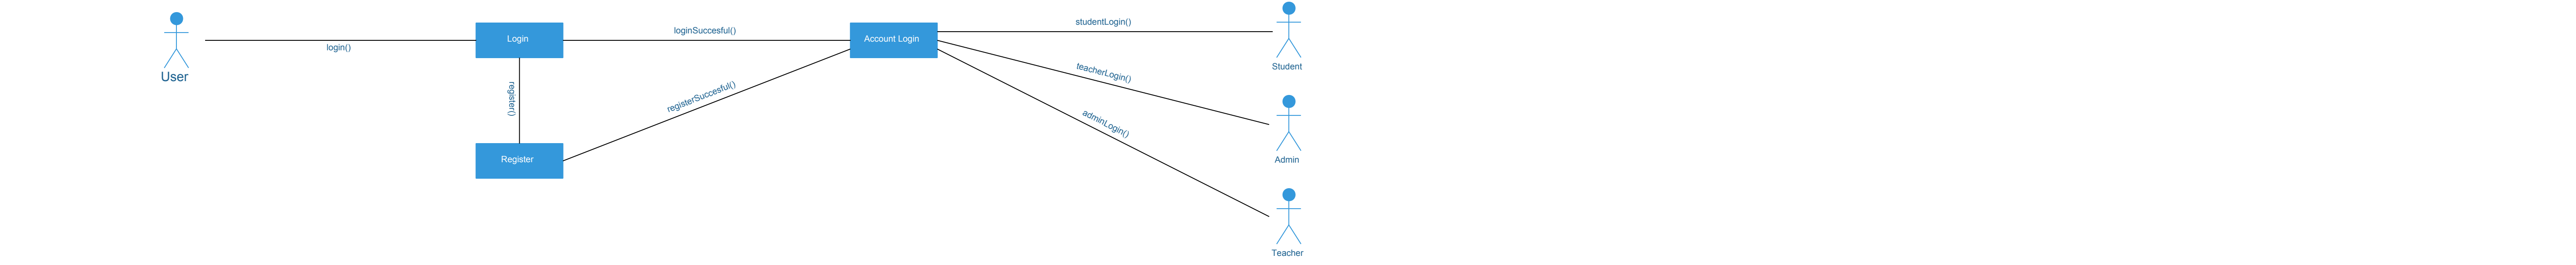 User
login()
Login
register()
Register
loginSuccesful()
registerSuccesful()
Account Login
studentLogin()
teacherLogin()
adminLogin()
Student
Admin
Teacher